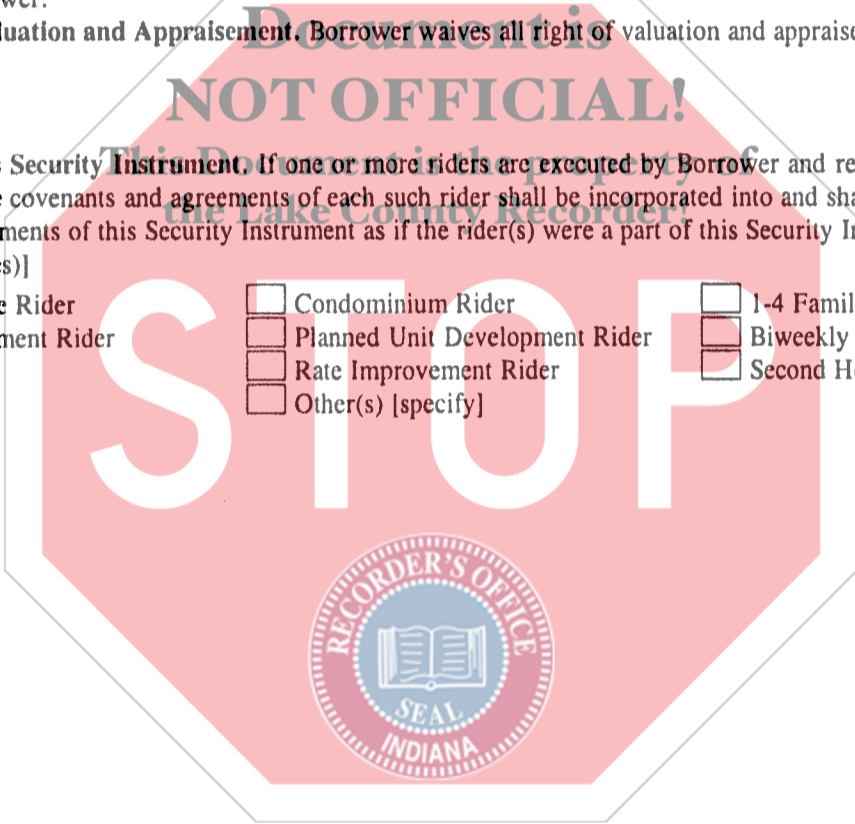 wer.
Document is
luation and Appraisement. Borrower waives all right of valuation and appraise
NOT OFFICIAL!
This Document is the property of
s Security Instrument. If one or more riders are executed by Borrower and re
e covenants and agreements of each such rider shall be incorporated into and sha
the Lake County Recorder!
ments of this Security Instrument as if the rider(s) were a part of this Security In
s)]
e Rider Condominium Rider 1-4 Famil
ment Rider Planned Unit Development Rider Biweekly
Rate Improvement Rider Second H
Other(s) [specify]
STOP
RECORDER'S OFFICE
SEAL
INDIANA